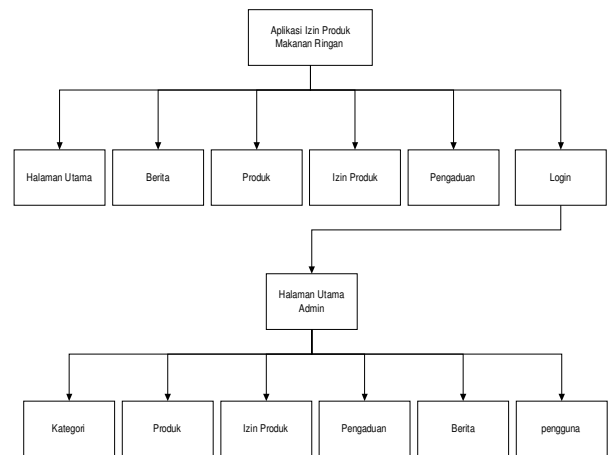 Aplikasi Izin Produk
Makanan Ringan
Halaman Utama
Berita
Produk
Izin Produk
Pengaduan
Login
Halaman Utama
Admin
Kategori
Produk
Izin Produk
Pengaduan
Berita
pengguna